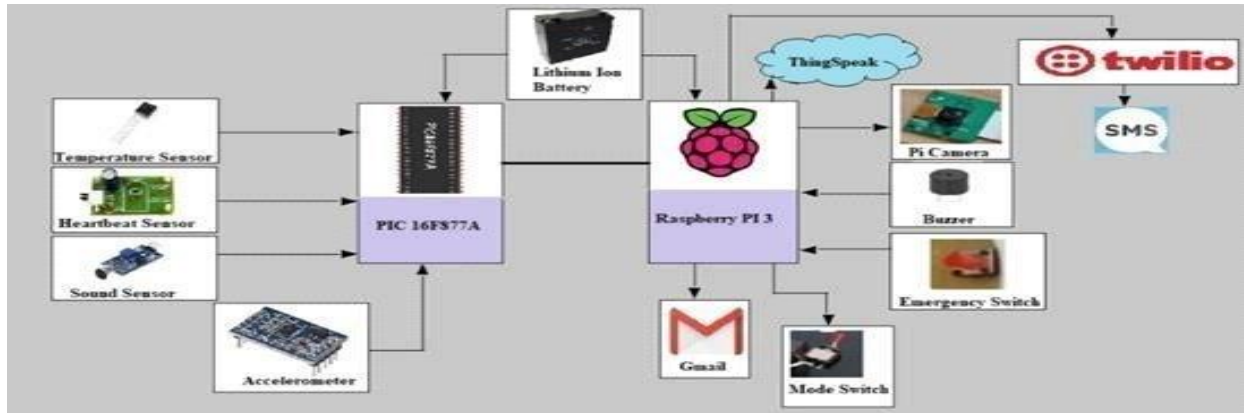 Lithium Ion
Battery
ThingSpeak
twilio
SMS
Temperature Sensor
Heartbeat Sensor
Sound Sensor
Accelerometer
PIC 16F877A
Raspberry PI 3
Pi Camera
Buzzer
Emergency Switch
Gmail
Mode Switch